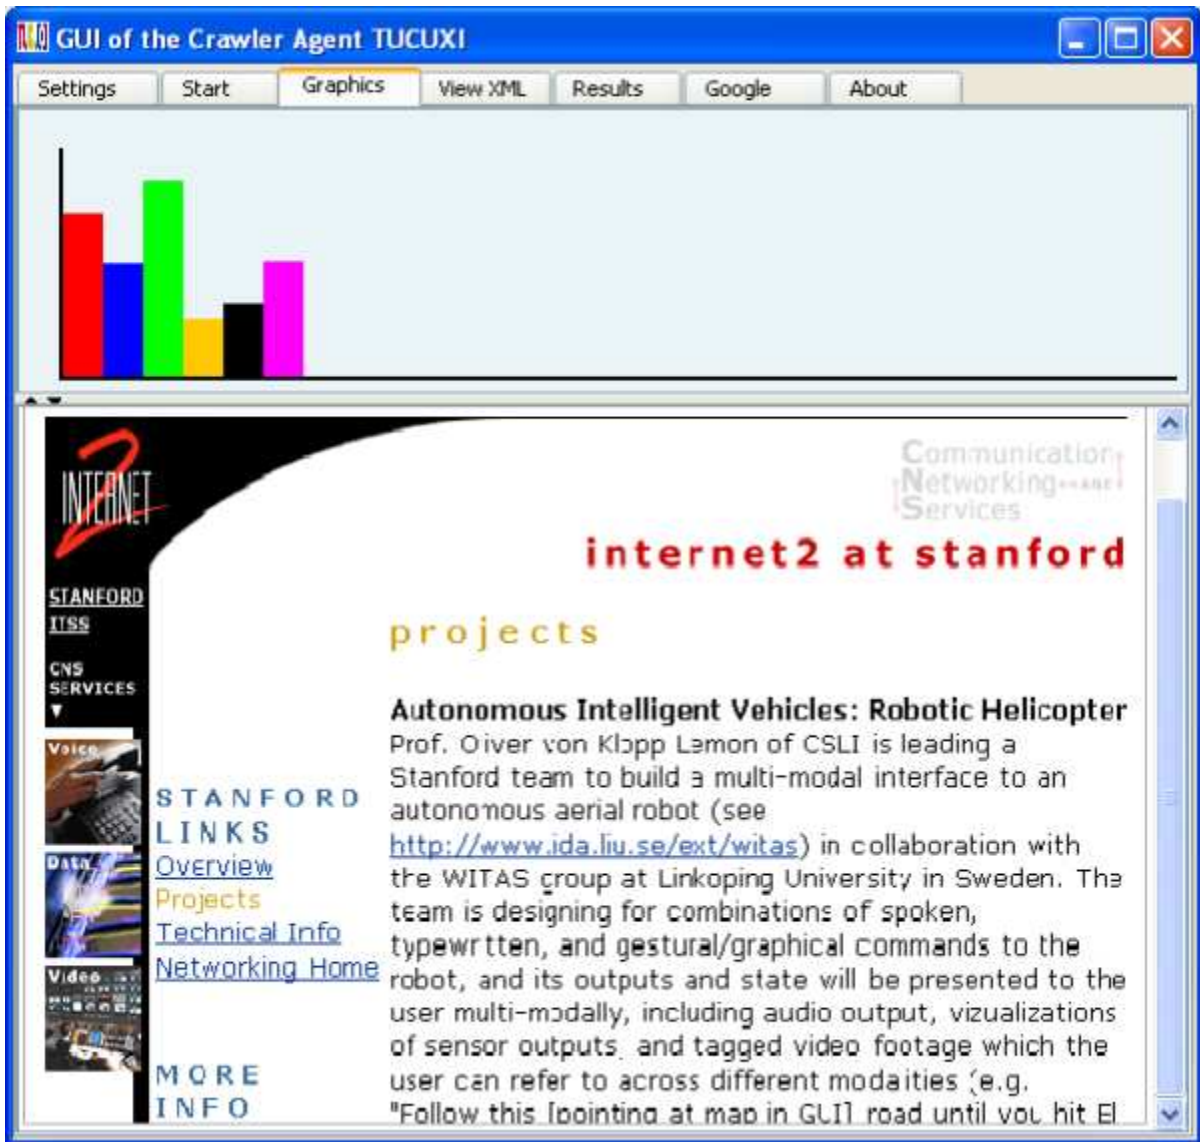 GUI of the Crawler Agent TUCUXI
Settings Start Graphics View XML Results Google About
INTERNET
2
Communication
Networking
Services
internet2 at stanford
STANFORD
ITSS
CNS
SERVICES
Voice
Data
Video
STANFORD
LINKS
Overview
Projects
Technical Info
Networking Home
MORE
INFO
projects
Autonomous Intelligent Vehicles: Robotic Helicopter
Prof. Oliver von Klopp Lemon of CSLI is leading a
Stanford team to build a multi-modal interface to an
autonomous aerial robot (see
http://www.ida.liu.se/ext/witas) in collaboration with
the WITAS group at Linkoping University in Sweden. The
team is designing for combinations of spoken,
typewritten, and gestural/graphical commands to the
robot, and its outputs and state will be presented to the
user multi-modally, including audio output, vizualizations
of sensor outputs, and tagged video footage which the
user can refer to across different modalities (e.g.
"Follow this [pointing at map in GUI] road until you hit El